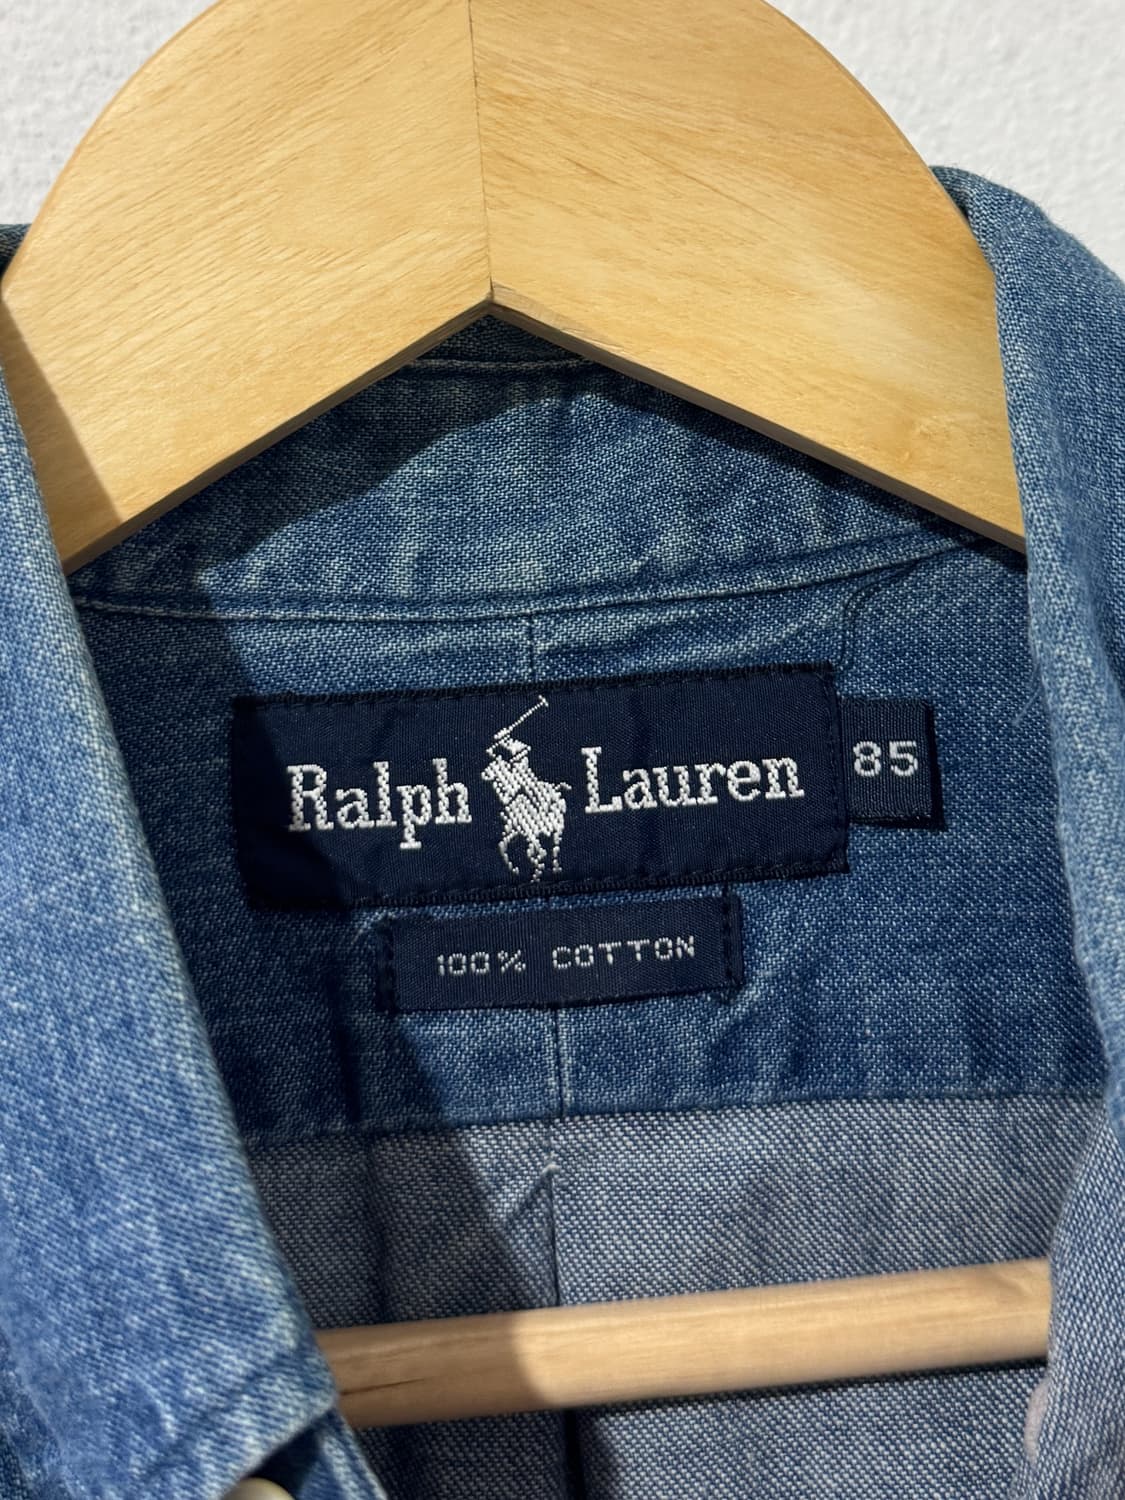 Ralph Lauren
85
100% COTTON